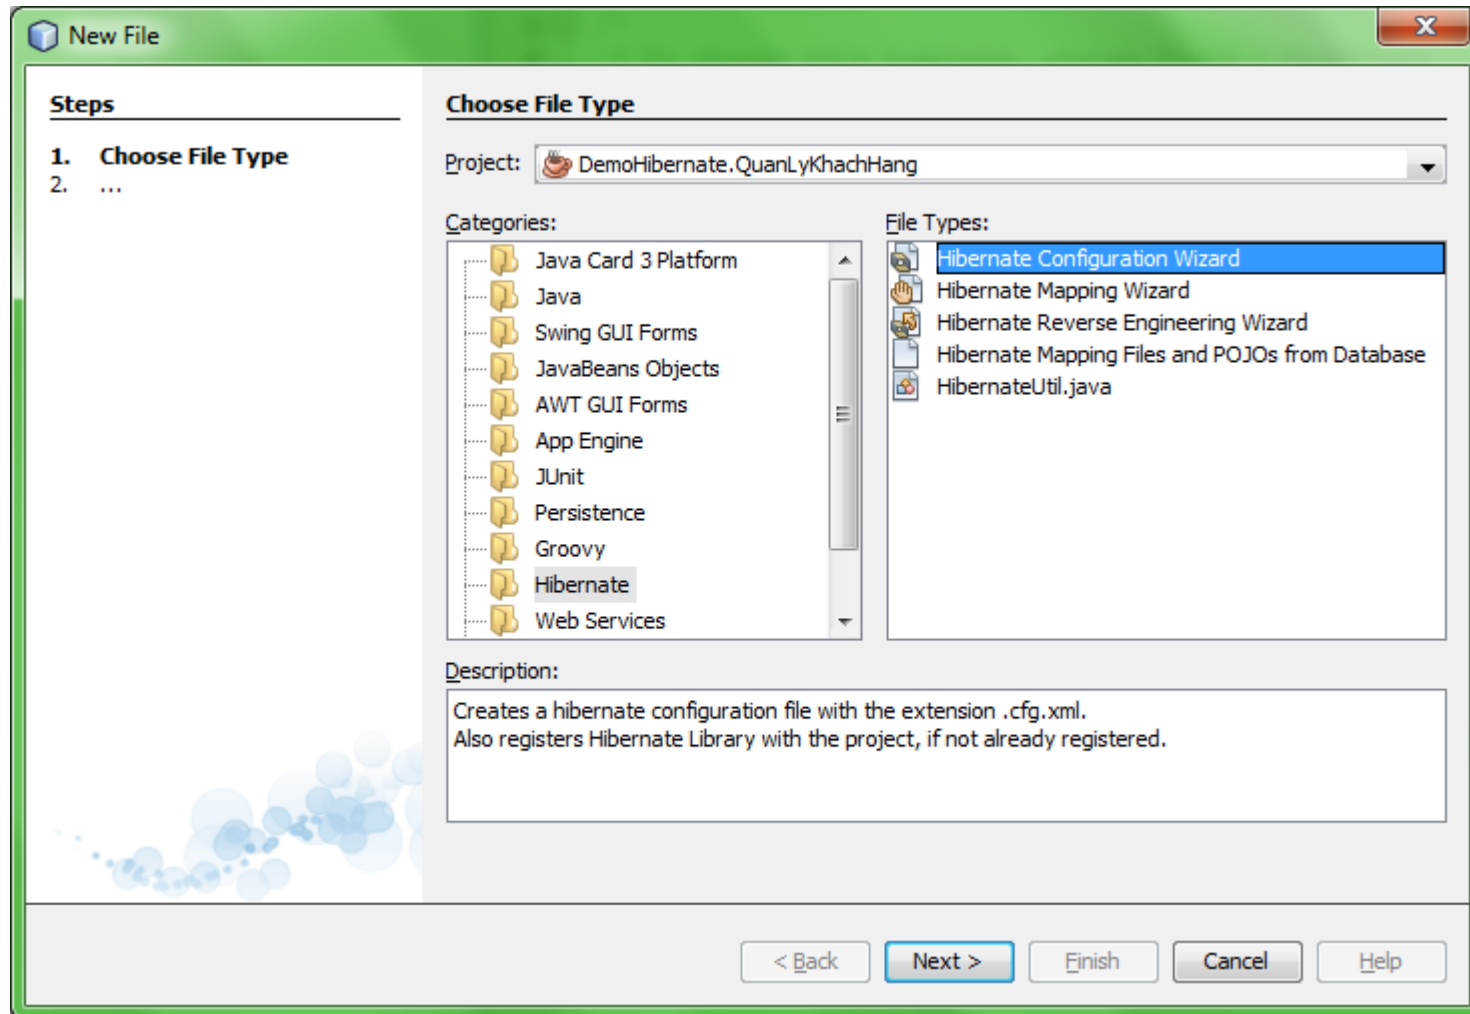 New File
Steps
1. Choose File Type
2. ...
Choose File Type
Project: DemoHibernate.QuanLyKhachHang
Categories:
Java Card 3 Platform
Java
Swing GUI Forms
JavaBeans Objects
AWT GUI Forms
App Engine
JUnit
Persistence
Groovy
Hibernate
Web Services
File Types:
Hibernate Configuration Wizard
Hibernate Mapping Wizard
Hibernate Reverse Engineering Wizard
Hibernate Mapping Files and POJOs from Database
HibernateUtil.java
Description:
Creates a hibernate configuration file with the extension .cfg.xml.
Also registers Hibernate Library with the project, if not already registered.
< Back Next > Finish Cancel Help